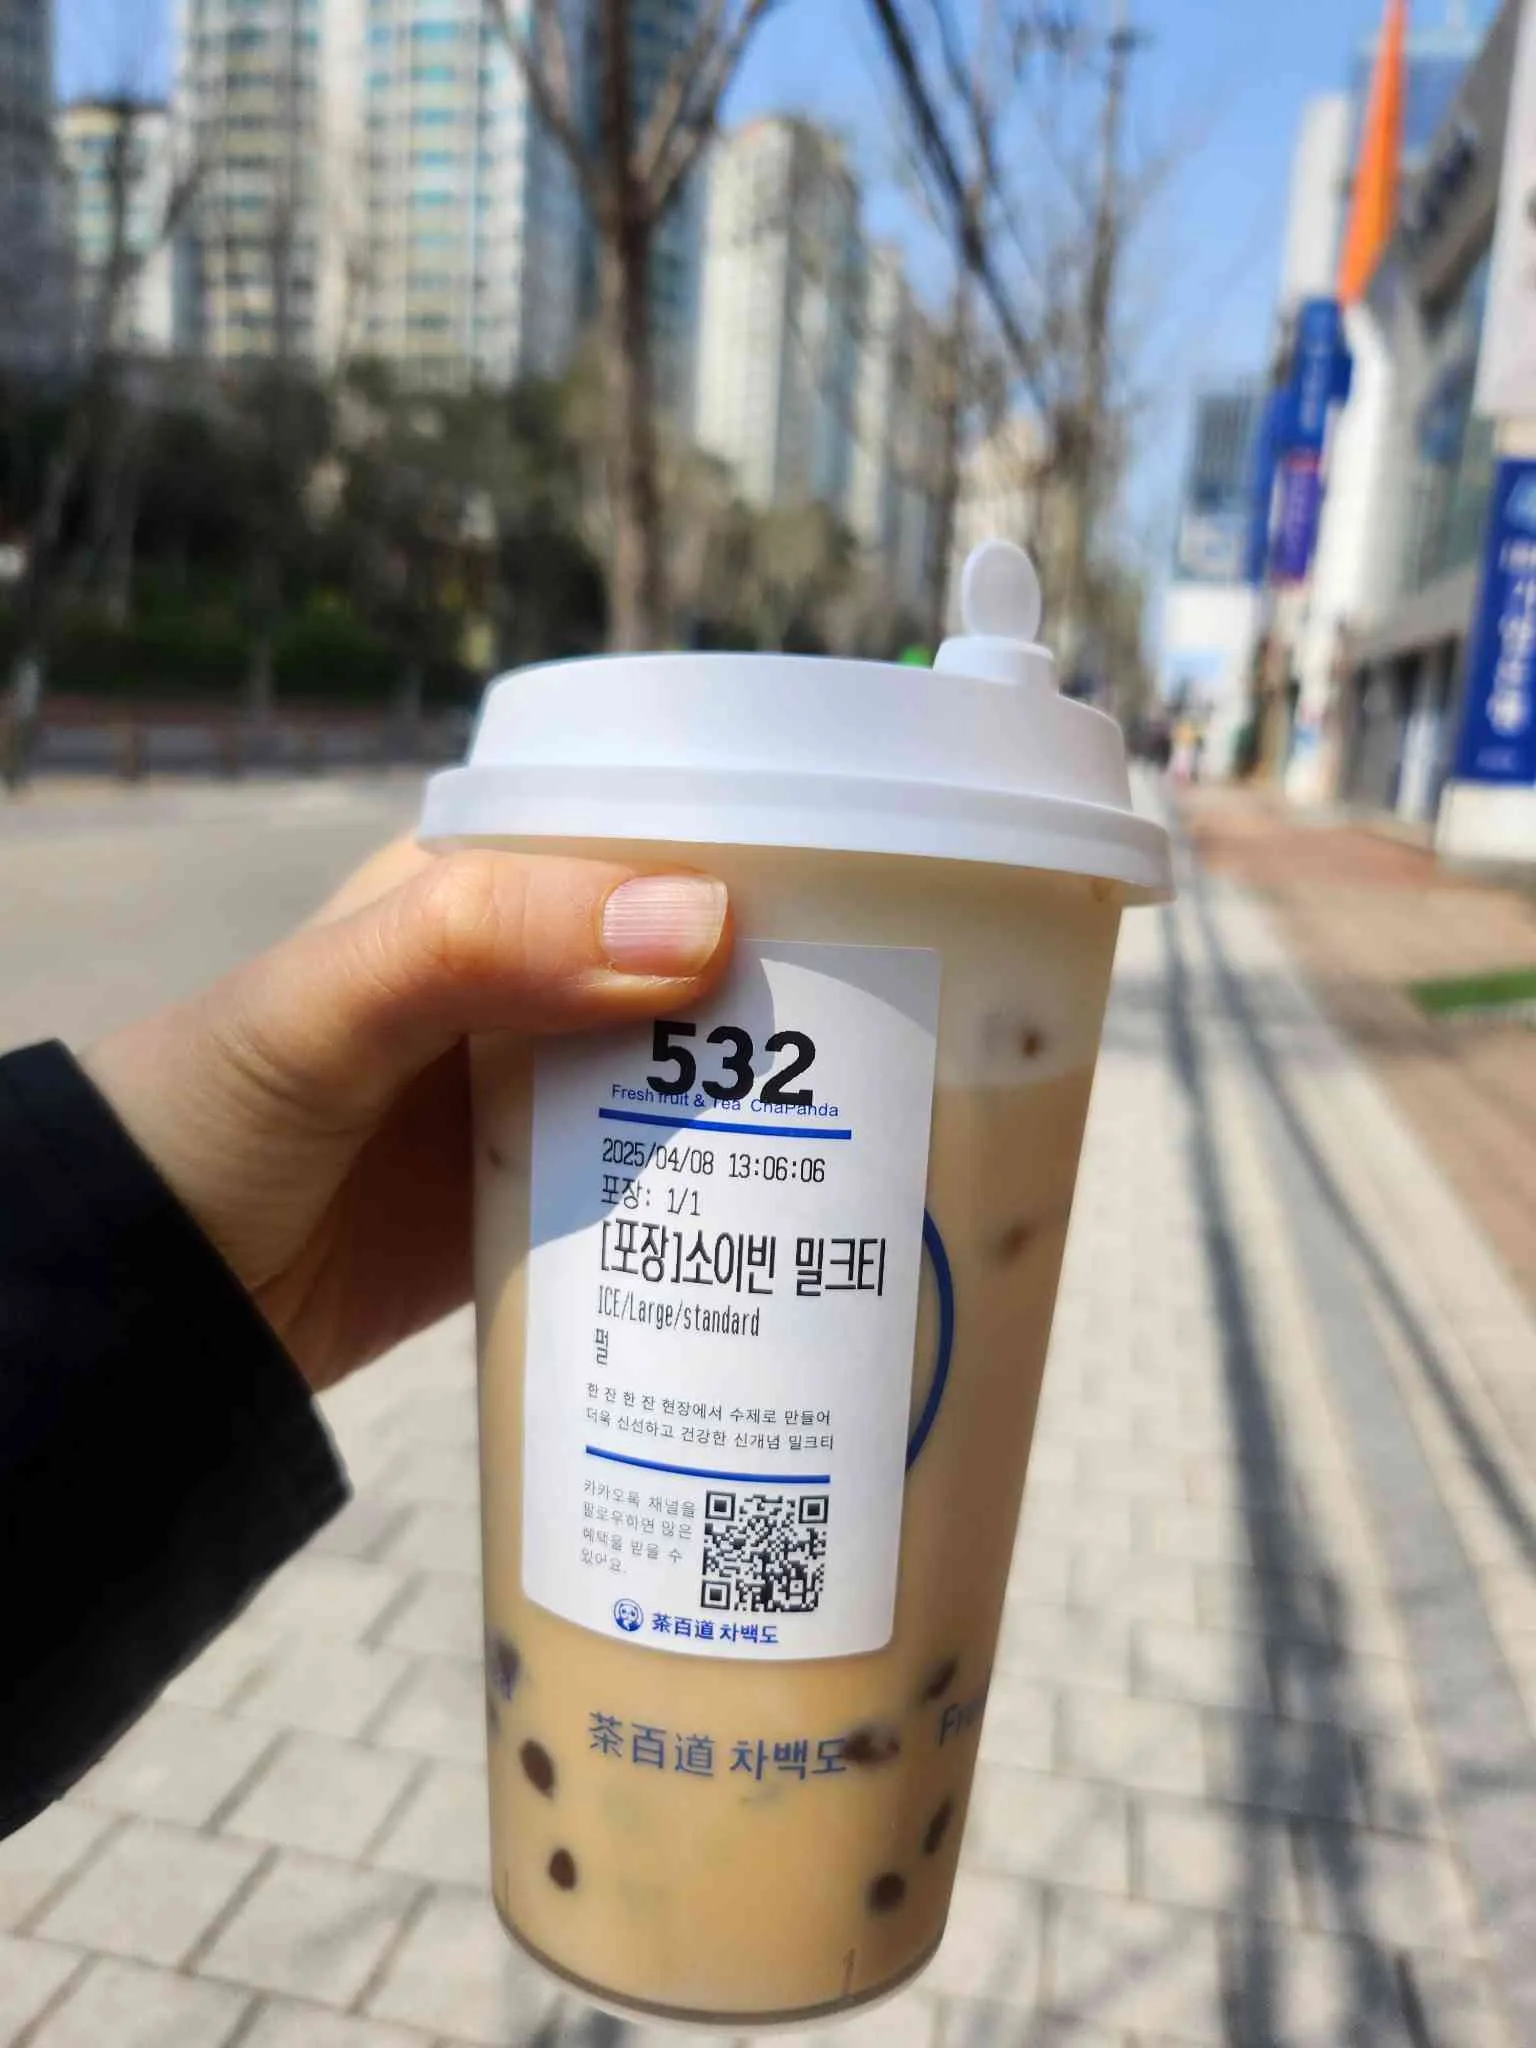 532
Fresh fruit & Tea ChaPanda
2025/04/08 13:06:06
포장: 1/1
[포장]소이빈 밀크티
ICE/Large/standard
펄
한 잔 한 잔 현장에서 수제로 만들어
더욱 신선하고 건강한 신개념 밀크티
카카오톡 채널을
팔로우하면 많은
혜택을 받을 수
있어요.
茶百道 차백도
茶百道 차백도